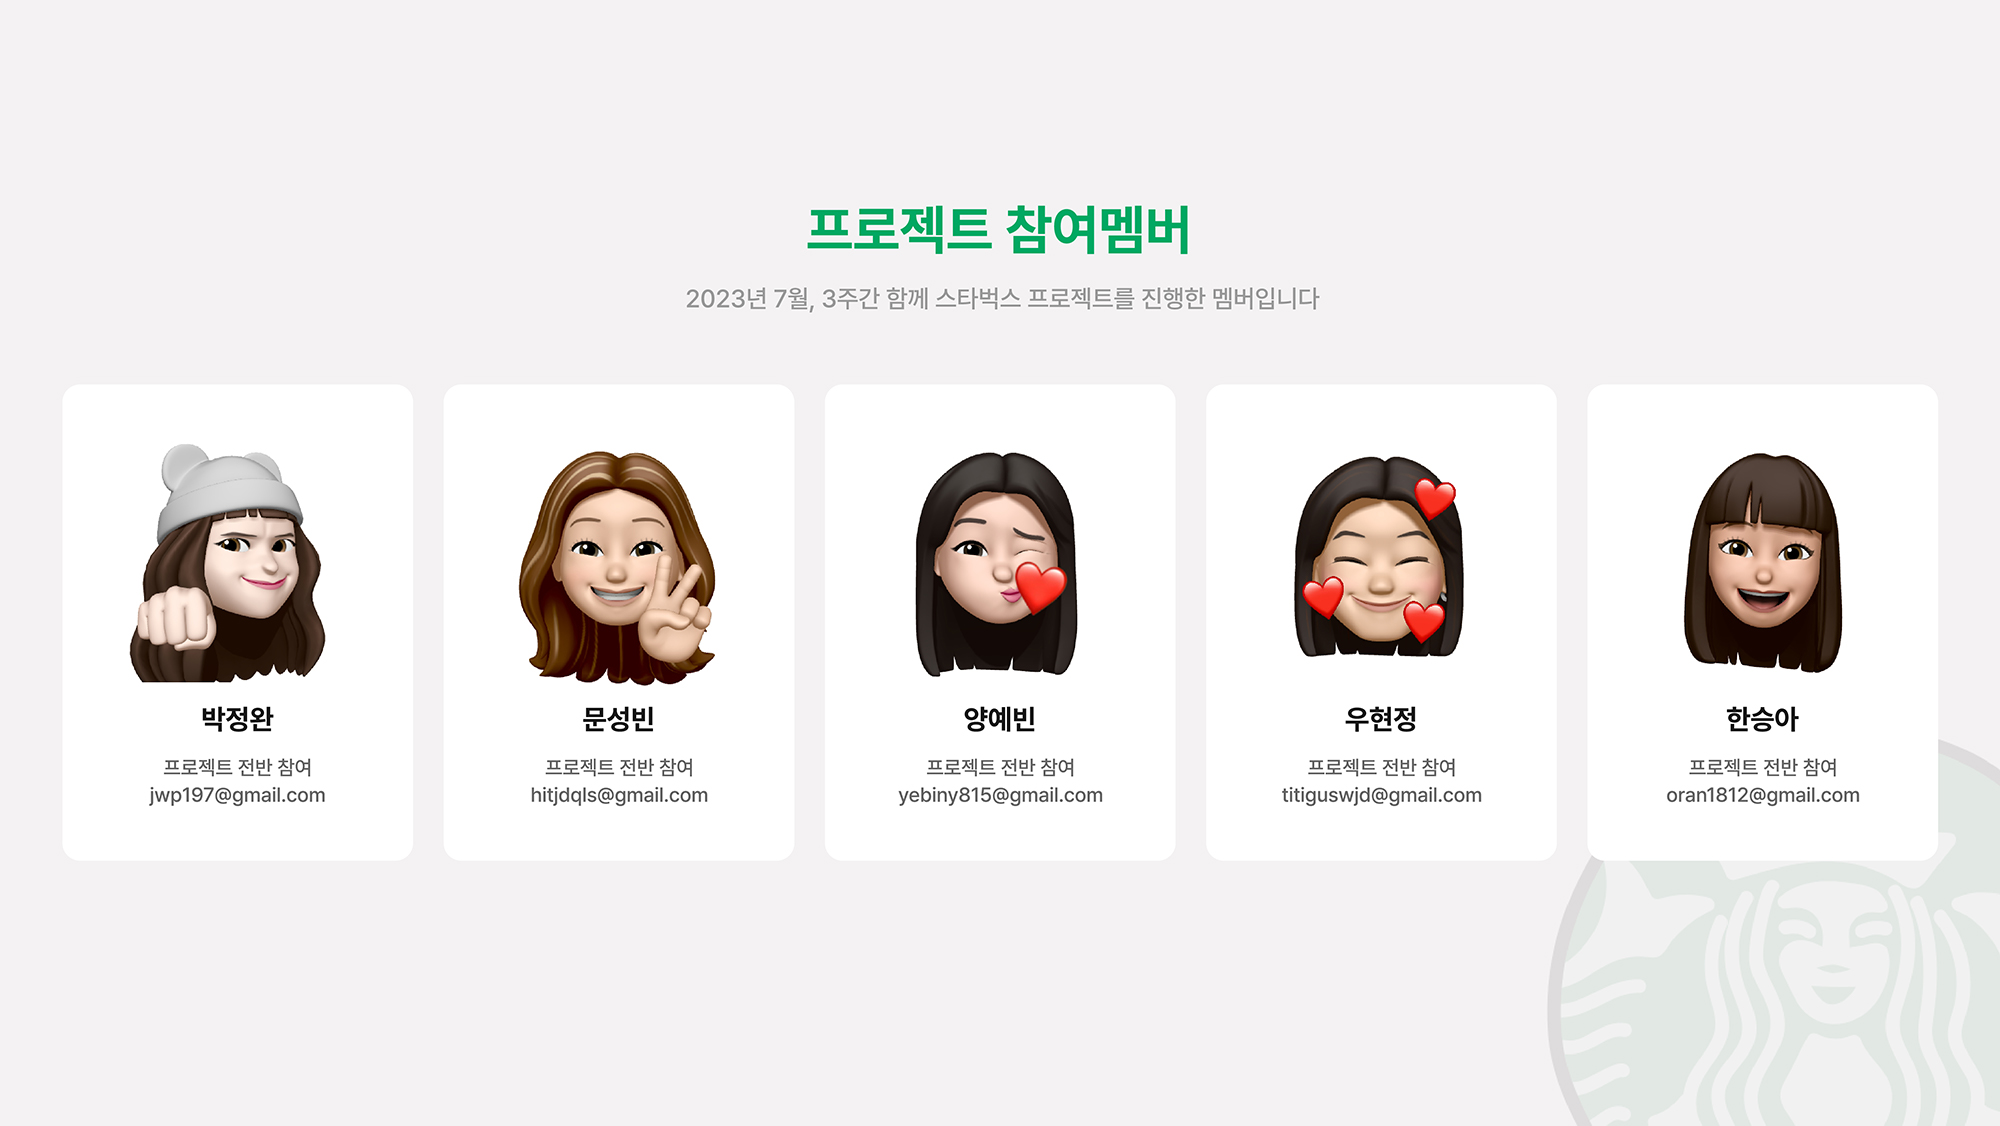 프로젝트 참여멤버
2023년 7월, 3주간 함께 스타벅스 프로젝트를 진행한 멤버입니다
박정완
프로젝트 전반 참여
jwp197@gmail.com
문성빈
프로젝트 전반 참여
hitjdqls@gmail.com
양예빈
프로젝트 전반 참여
yebiny815@gmail.com
우현정
프로젝트 전반 참여
titiguswjd@gmail.com
한승아
프로젝트 전반 참여
oran1812@gmail.com